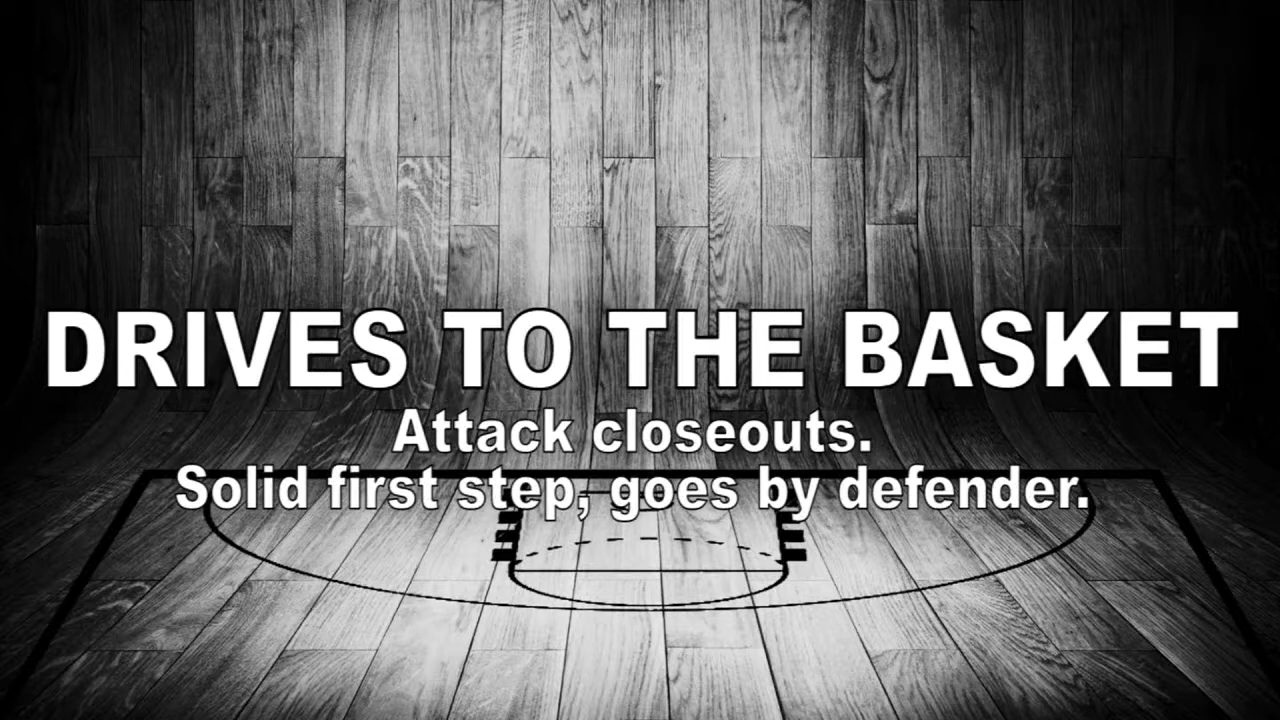 DRIVES TO THE BASKET
Attack closeouts.
Solid first step, goes by defender.